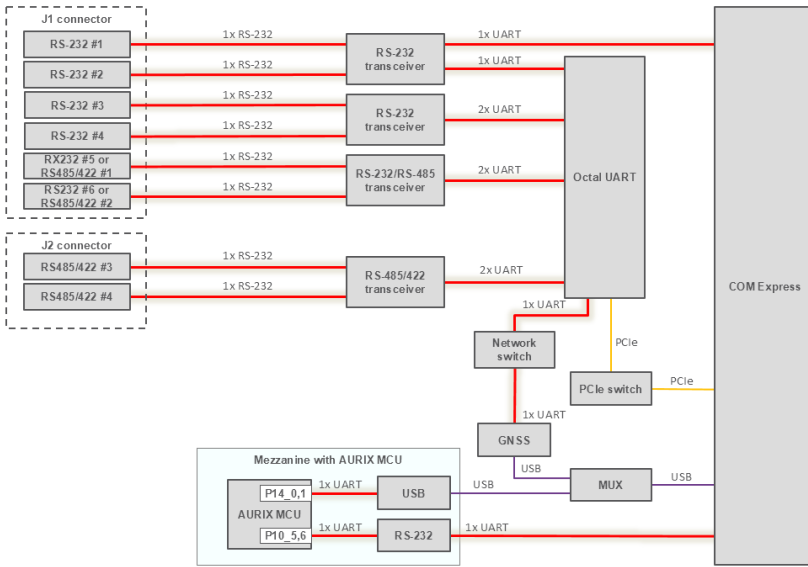 J1 connector
RS-232 #1
1x RS-232
RS-232
transceiver
1x UART
RS-232 #2
1x RS-232
1x UART
RS-232 #3
1x RS-232
RS-232
transceiver
2x UART
RS-232 #4
1x RS-232
RX232 #5 or
RS485/422 #1
1x RS-232
RS-232/RS-485
transceiver
2x UART
RS232 #6 or
RS485/422 #2
1x RS-232
Octal UART
J2 connector
RS485/422 #3
1x RS-232
RS-485/422
transceiver
2x UART
RS485/422 #4
1x RS-232
COM Express
1x UART
Network
switch
PCIe
PCIe switch
PCIe
1x UART
GNSS
USB
Mezzanine with AURIX MCU
P14_0,1
1x UART
USB
USB
MUX
USB
AURIX MCU
P10_5,6
1x UART
RS-232
1x UART